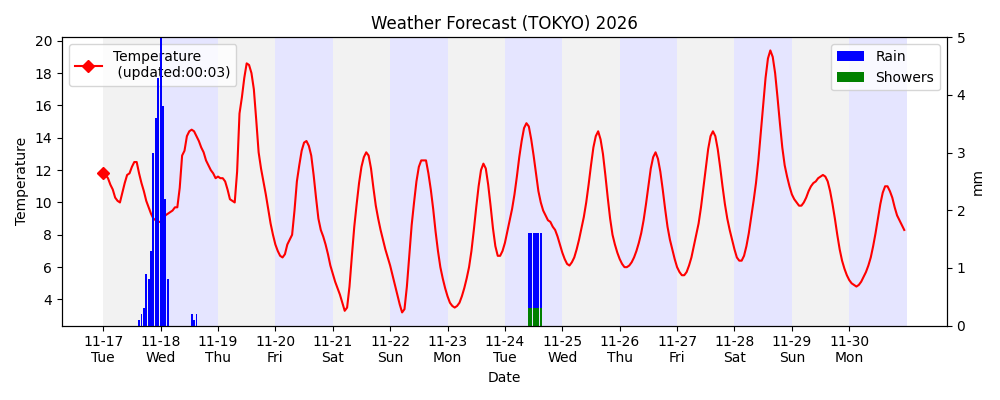 Weather Forecast (TOKYO) 2026
Temperature
(updated:00:03)
Rain
Showers
20
18
16
14
12
10
8
6
4
Temperature
5
4
3
2
1
0
mm
11-17 11-18 11-19 11-20 11-21 11-22 11-23 11-24 11-25 11-26 11-27 11-28 11-29 11-30
Tue Wed Thu Fri Sat Sun Mon Tue Wed Thu Fri Sat Sun Mon
Date